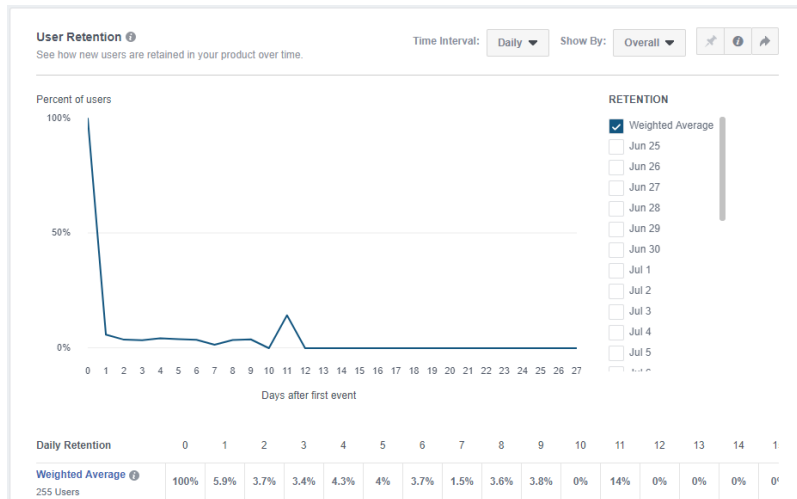 User Retention
See how new users are retained in your product over time.
Time Interval: Daily Show By: Overall
Percent of users
100%
50%
0%
0 1 2 3 4 5 6 7 8 9 10 11 12 13 14 15 16 17 18 19 20 21 22 23 24 25 26 27
Days after first event
RETENTION
Weighted Average
Jun 25
Jun 26
Jun 27
Jun 28
Jun 29
Jun 30
Jul 1
Jul 2
Jul 3
Jul 4
Jul 5
Daily Retention 0 1 2 3 4 5 6 7 8 9 10 11 12 13 14
Weighted Average 100% 5.9% 3.7% 3.4% 4.3% 4% 3.7% 1.5% 3.6% 3.8% 0% 14% 0% 0% 0%
255 Users